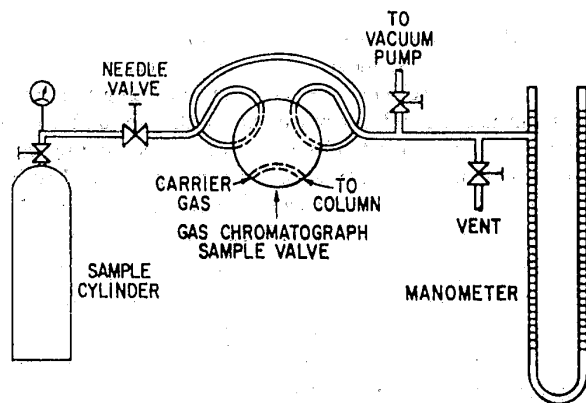 TO
VACUUM
PUMP
NEEDLE
VALVE
CARRIER
GAS
TO
COLUMN
GAS CHROMATOGRAPH
SAMPLE VALVE
VENT
SAMPLE
CYLINDER
MANOMETER